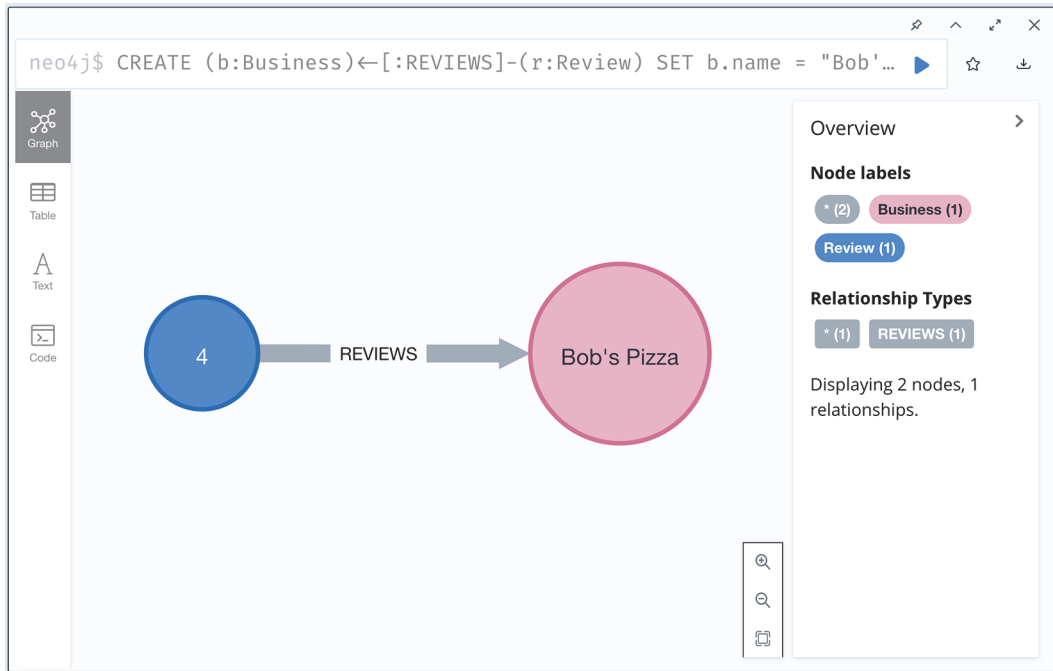 neo4j$ CREATE (b:Business)<-[:REVIEWS]-(r:Review) SET b.name = "Bob'…
Graph
Table
Text
Code
4
REVIEWS
Bob's Pizza
Overview
Node labels
* (2) Business (1)
Review (1)
Relationship Types
* (1) REVIEWS (1)
Displaying 2 nodes, 1
relationships.